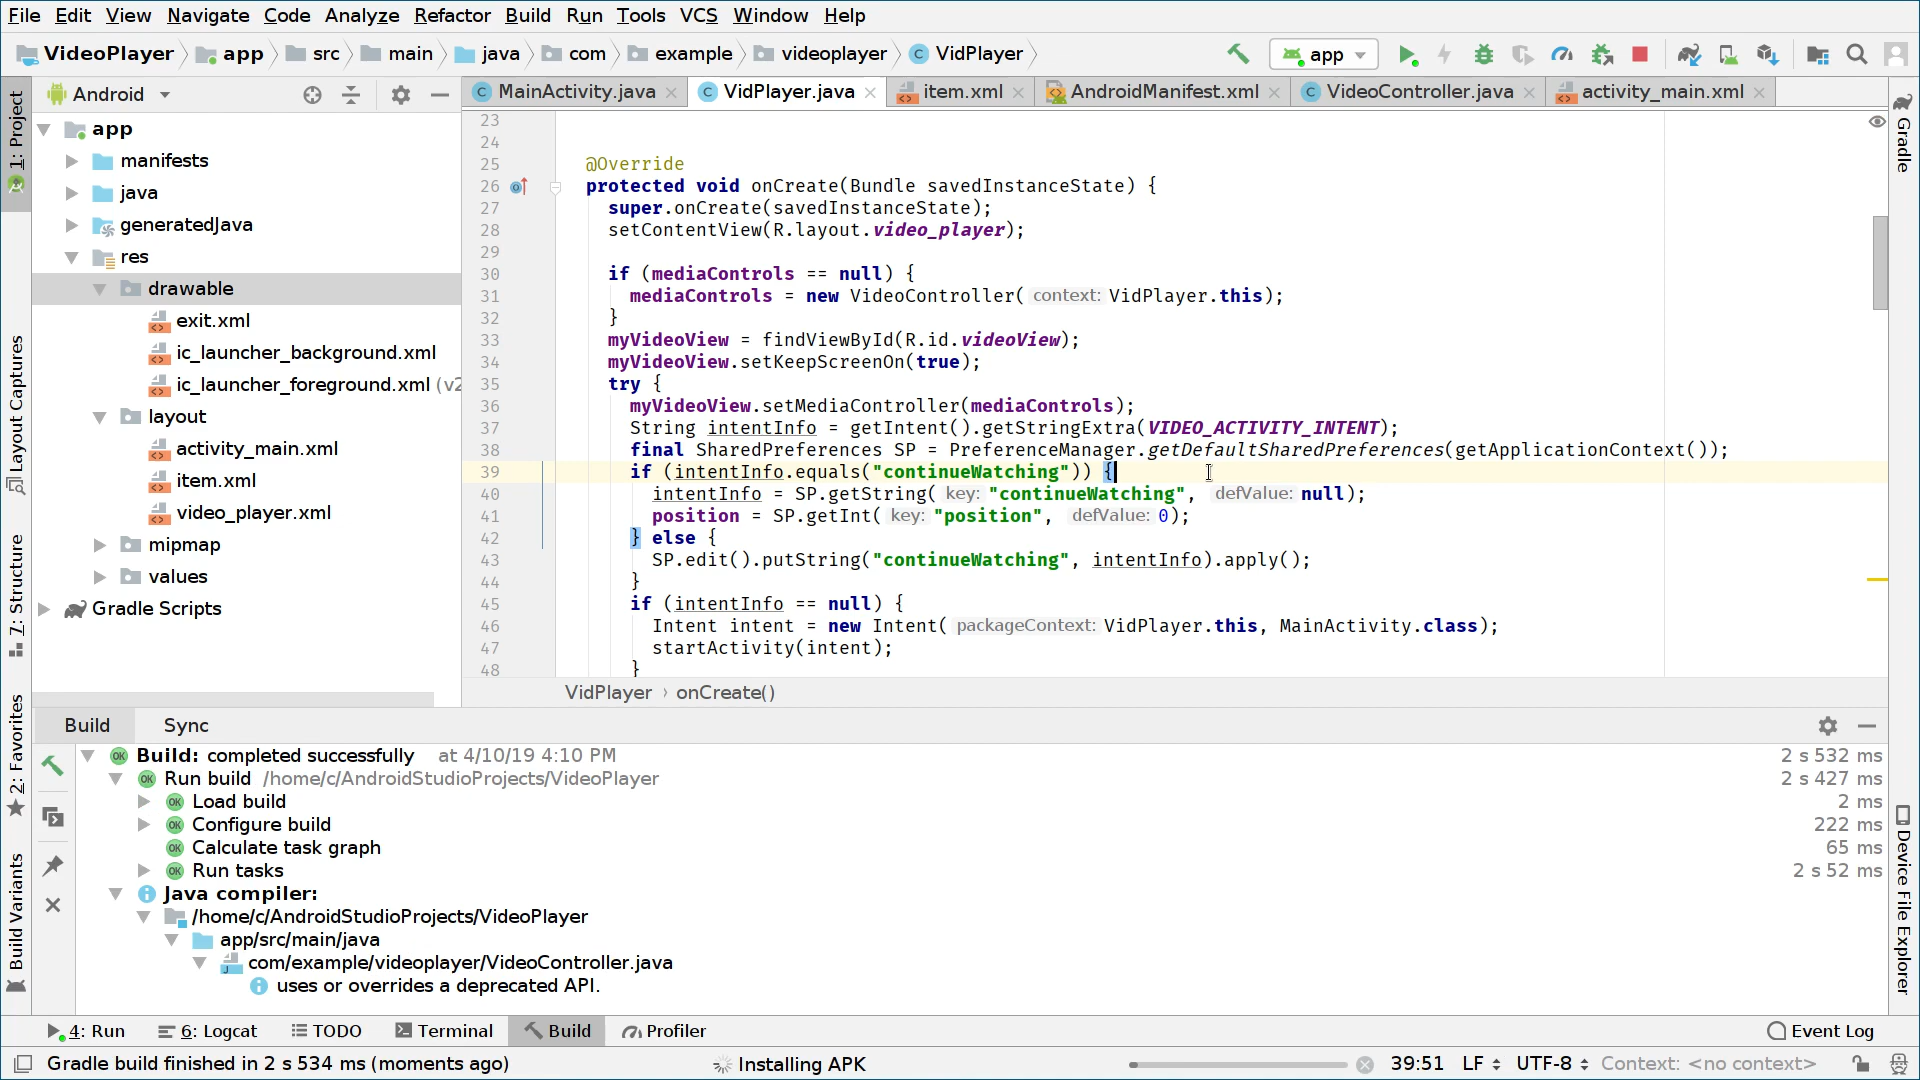 File Edit View Navigate Code Analyze Refactor Build Run Tools VCS Window Help
VideoPlayer app src main java com example videoplayer VidPlayer app
1: Project
Android
MainActivity.java VidPlayer.java item.xml AndroidManifest.xml VideoController.java activity_main.xml
Gradle
app
manifests
java
generatedJava
res
drawable
exit.xml
ic_launcher_background.xml
ic_launcher_foreground.xml (v2
layout
activity_main.xml
item.xml
video_player.xml
mipmap
values
Gradle Scripts
Layout Captures
7: Structure
2: Favorites
Build Variants
23
24
25 @Override
26 protected void onCreate(Bundle savedInstanceState) {
27 super.onCreate(savedInstanceState);
28 setContentView(R.layout.video_player);
29
30 if (mediaControls == null) {
31 mediaControls = new VideoController( context: VidPlayer.this);
32 }
33 myVideoView = findViewById(R.id.videoView);
34 myVideoView.setKeepScreenOn(true);
35 try {
36 myVideoView.setMediaController(mediaControls);
37 String intentInfo = getIntent().getStringExtra(VIDEO_ACTIVITY_INTENT);
38 final SharedPreferences SP = PreferenceManager.getDefaultSharedPreferences(getApplicationContext());
39 if (intentInfo.equals("continueWatching")) {
40 intentInfo = SP.getString( key: "continueWatching", defValue: null);
41 position = SP.getInt( key: "position", defValue: 0);
42 } else {
43 SP.edit().putString("continueWatching", intentInfo).apply();
44 }
45 if (intentInfo == null) {
46 Intent intent = new Intent( packageContext: VidPlayer.this, MainActivity.class);
47 startActivity(intent);
48 }
VidPlayer › onCreate()
Build Sync
OK Build: completed successfully at 4/10/19 4:10 PM 2 s 532 ms
OK Run build /home/c/AndroidStudioProjects/VideoPlayer 2 s 427 ms
OK Load build 2 ms
OK Configure build 222 ms
OK Calculate task graph 65 ms
OK Run tasks 2 s 52 ms
Java compiler:
/home/c/AndroidStudioProjects/VideoPlayer
app/src/main/java
com/example/videoplayer/VideoController.java
uses or overrides a deprecated API.
Device File Explorer
4: Run 6: Logcat TODO Terminal Build Profiler Event Log
Gradle build finished in 2 s 534 ms (moments ago) Installing APK 39:51 LF UTF-8 Context: <no context>